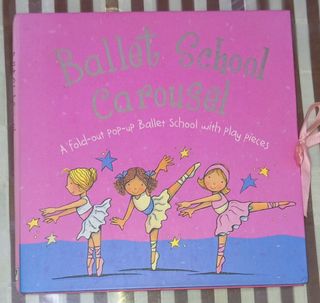 Ballet School
Carousel
A fold-out pop-up Ballet School with play pieces